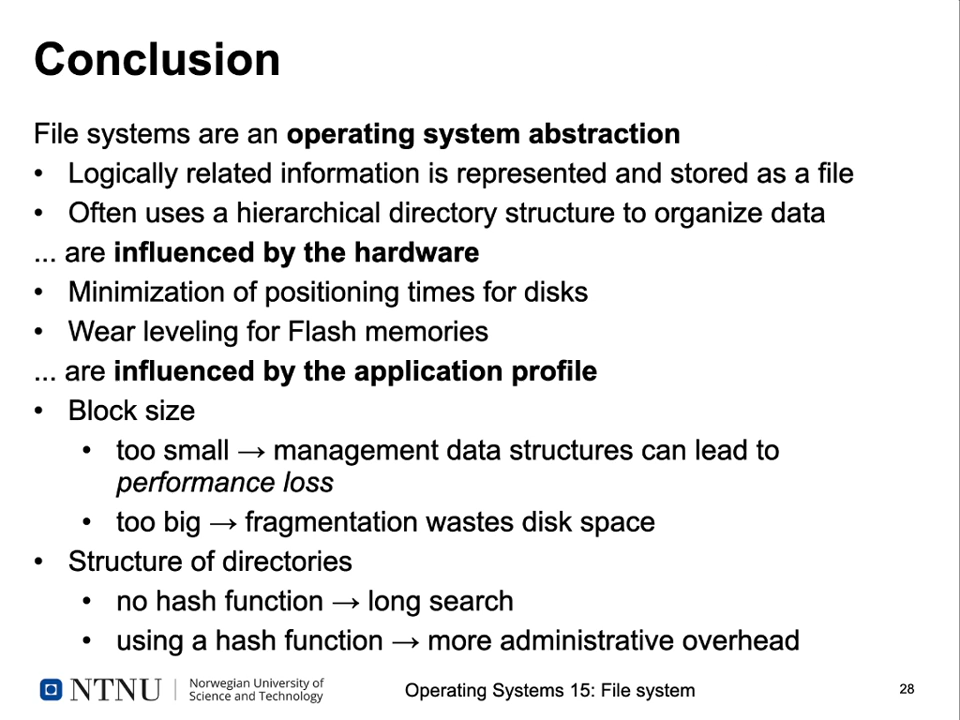 Conclusion
File systems are an operating system abstraction
• Logically related information is represented and stored as a file
• Often uses a hierarchical directory structure to organize data
... are influenced by the hardware
• Minimization of positioning times for disks
• Wear leveling for Flash memories
... are influenced by the application profile
• Block size
• too small → management data structures can lead to
performance loss
• too big → fragmentation wastes disk space
• Structure of directories
• no hash function → long search
• using a hash function → more administrative overhead
NTNU
Norwegian University of
Science and Technology
Operating Systems 15: File system
28